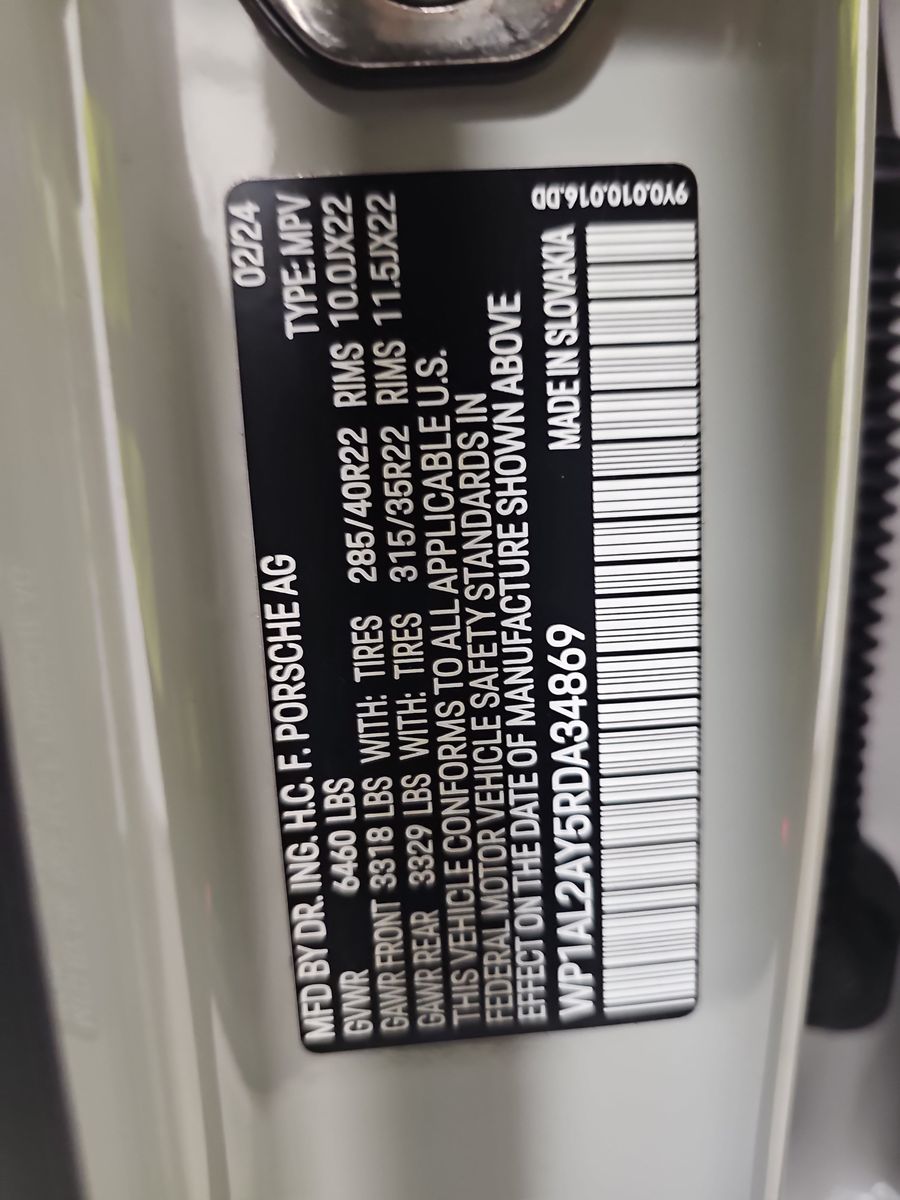 MFD BY DR. ING. H.C. F. PORSCHE AG 02/24
GVWR 6460 LBS TYPE: MPV
GAWR FRONT 3318 LBS WITH: TIRES 285/40R22 RIMS 10.0JX22
GAWR REAR 3329 LBS WITH: TIRES 315/35R22 RIMS 11.5JX22
THIS VEHICLE CONFORMS TO ALL APPLICABLE U.S.
FEDERAL MOTOR VEHICLE SAFETY STANDARDS IN
EFFECT ON THE DATE OF MANUFACTURE SHOWN ABOVE
WP1AL2AY5RDA34869 MADE IN SLOVAKIA
9Y0.010.016.DD